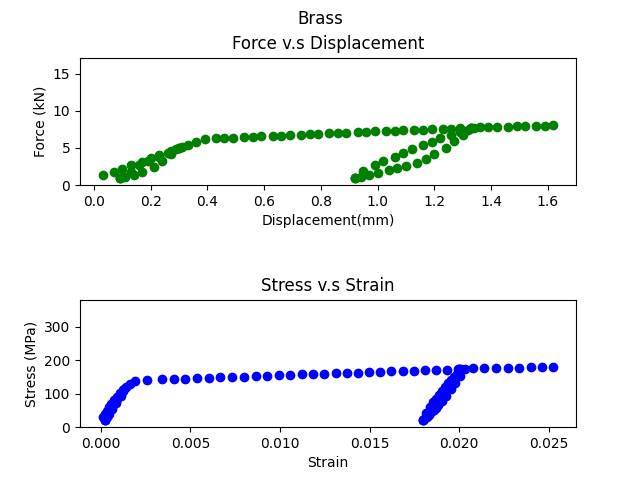 Brass
Force v.s Displacement
Force (kN)
15
10
5
0
0.0 0.2 0.4 0.6 0.8 1.0 1.2 1.4 1.6
Displacement(mm)
Stress v.s Strain
Stress (MPa)
300
200
100
0
0.000 0.005 0.010 0.015 0.020 0.025
Strain